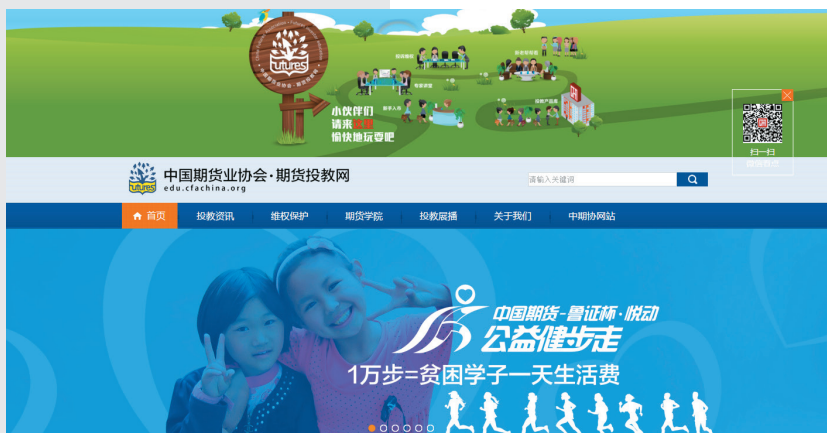 futures
小伙伴们
请来这里
愉快地玩耍吧
扫一扫
futures
中国期货业协会·期货投教网
edu.cfachina.org
请输入关键词
首页
投教资讯
维权保护
期货学院
投教展播
关于我们
中期协网站
中国期货-鲁证杯·悦动
公益健步走
1万步=贫困学子一天生活费